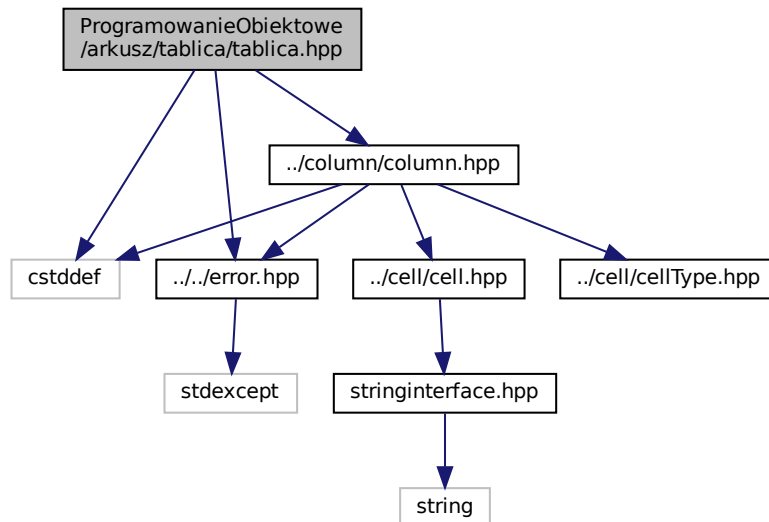 ProgramowanieObiektowe
/arkusz/tablica/tablica.hpp
../column/column.hpp
cstddef
../../error.hpp
../cell/cell.hpp
../cell/cellType.hpp
stdexcept
stringinterface.hpp
string